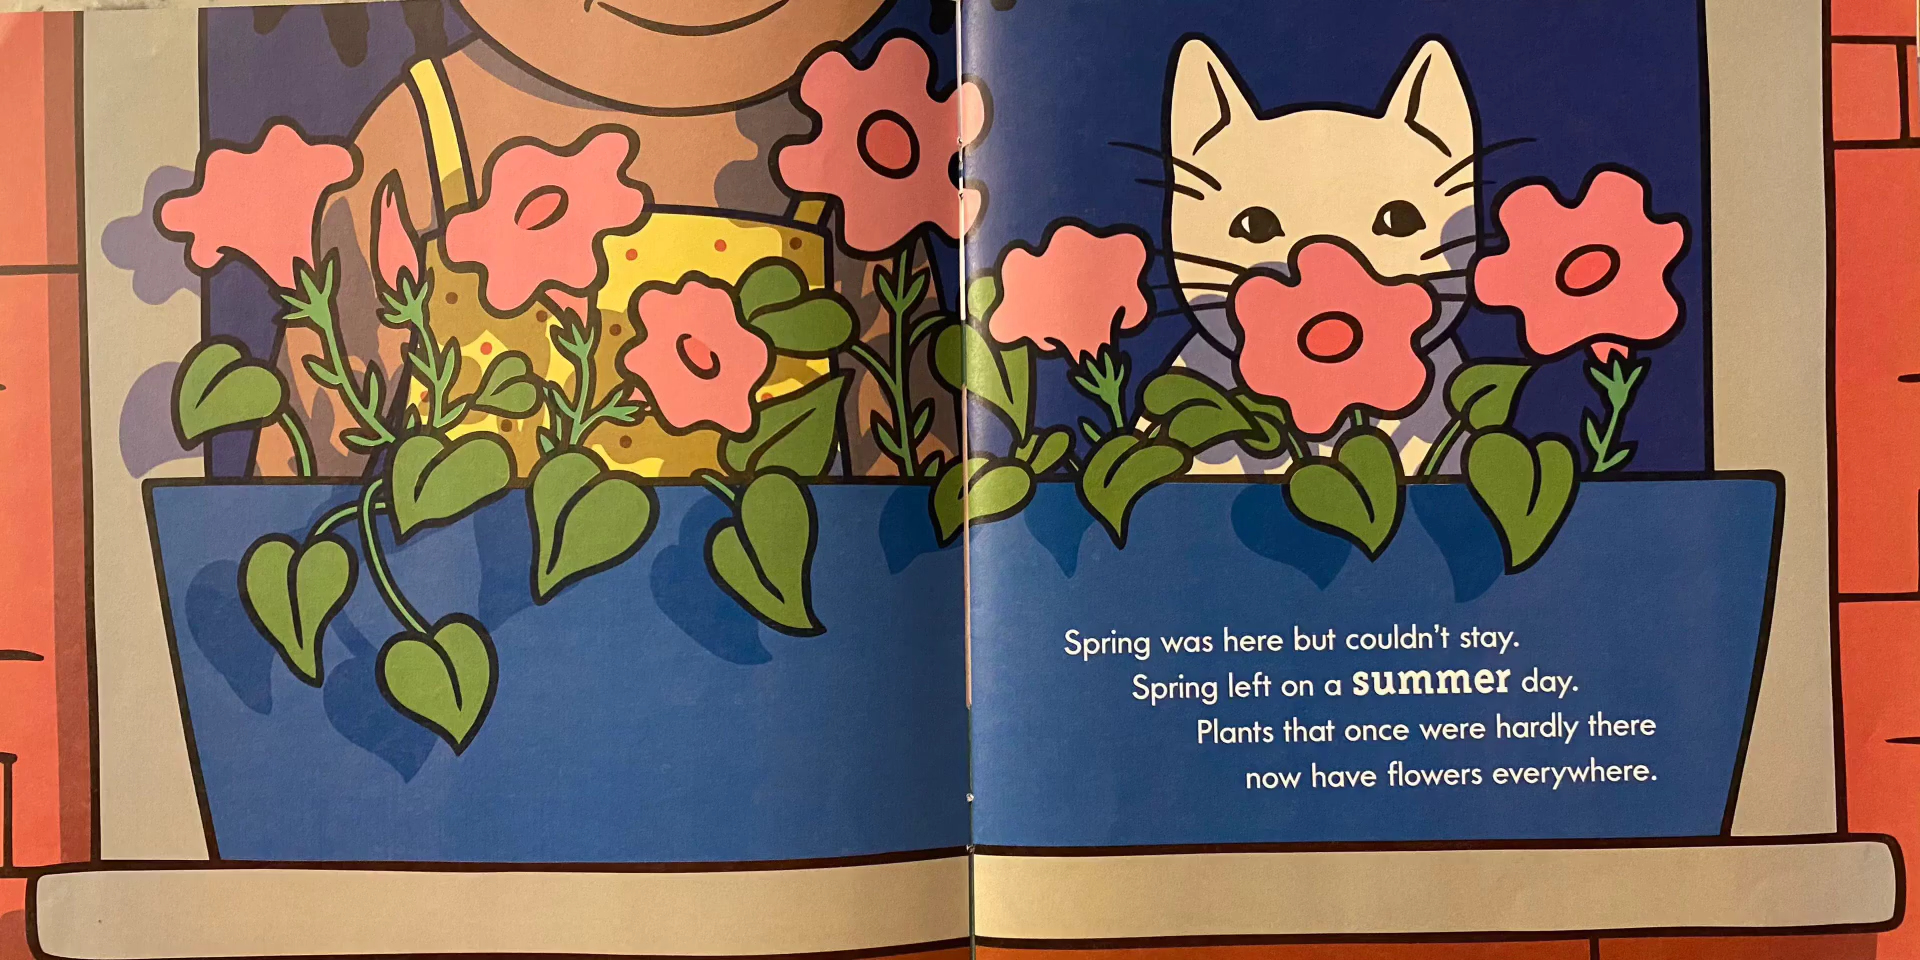 Spring was here but couldn't stay.
Spring left on a summer day.
Plants that once were hardly there
now have flowers everywhere.